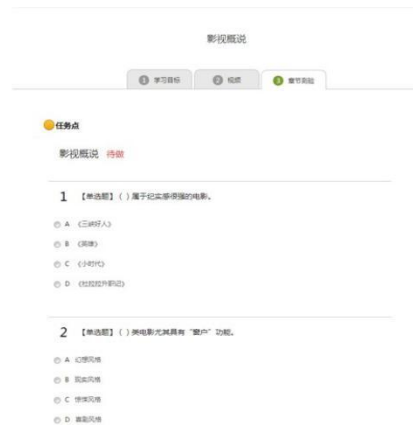 影视概说
1 学习目标
2 视频
3 章节测验
任务点
影视概说 待做
1 【单选题】( ) 属于纪实感很强的电影。
A 《三峡好人》
B 《英雄》
C 《小时代》
D 《杜拉拉升职记》
2 【单选题】( ) 类电影尤其具有“窗户”功能。
A 幻想风格
B 现实风格
C 惊悚风格
D 喜剧风格